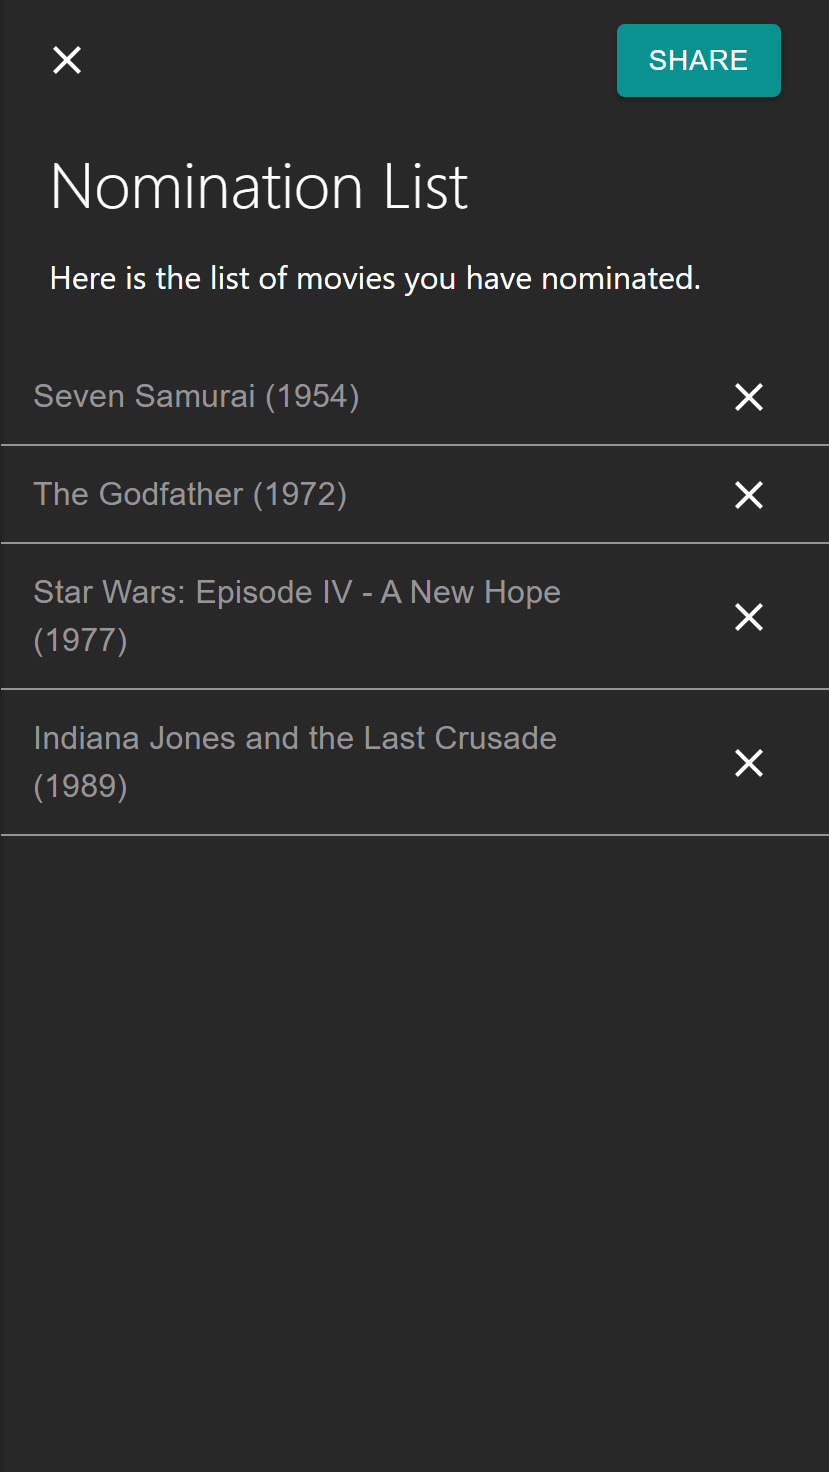 SHARE
Nomination List
Here is the list of movies you have nominated.
Seven Samurai (1954)
The Godfather (1972)
Star Wars: Episode IV - A New Hope
(1977)
Indiana Jones and the Last Crusade
(1989)